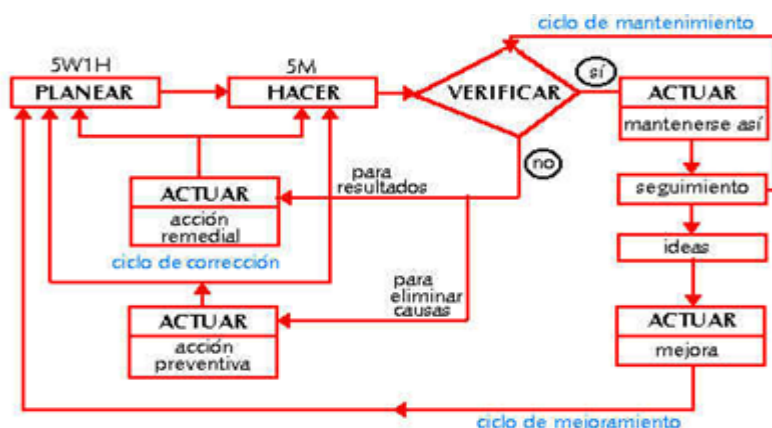 ciclo de mantenimiento
5W1H
5M
PLANEAR
HACER
VERIFICAR
sí
ACTUAR
mantenerse así
no
para
resultados
seguimiento
ACTUAR
acción
remedial
ideas
ciclo de corrección
para
eliminar
causas
ACTUAR
acción
preventiva
ACTUAR
mejora
ciclo de mejoramiento